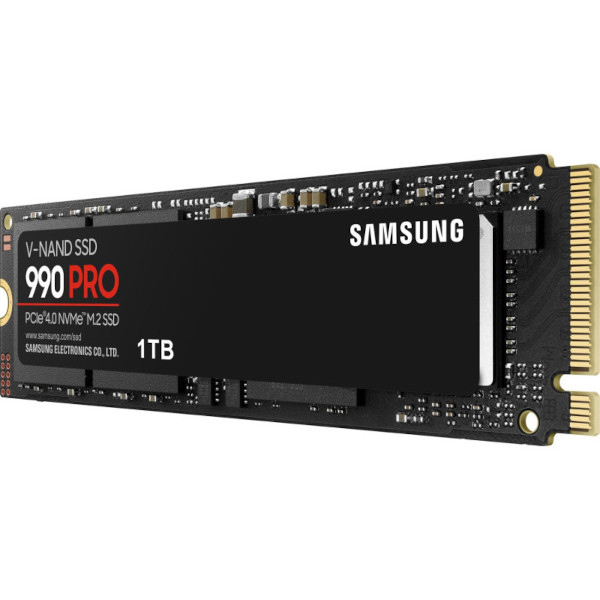 V-NAND SSD
990 PRO
PCIe® 4.0 NVMe™ M.2 SSD
www.samsung.com/ssd
SAMSUNG ELECTRONICS CO., LTD.
1TB
SAMSUNG